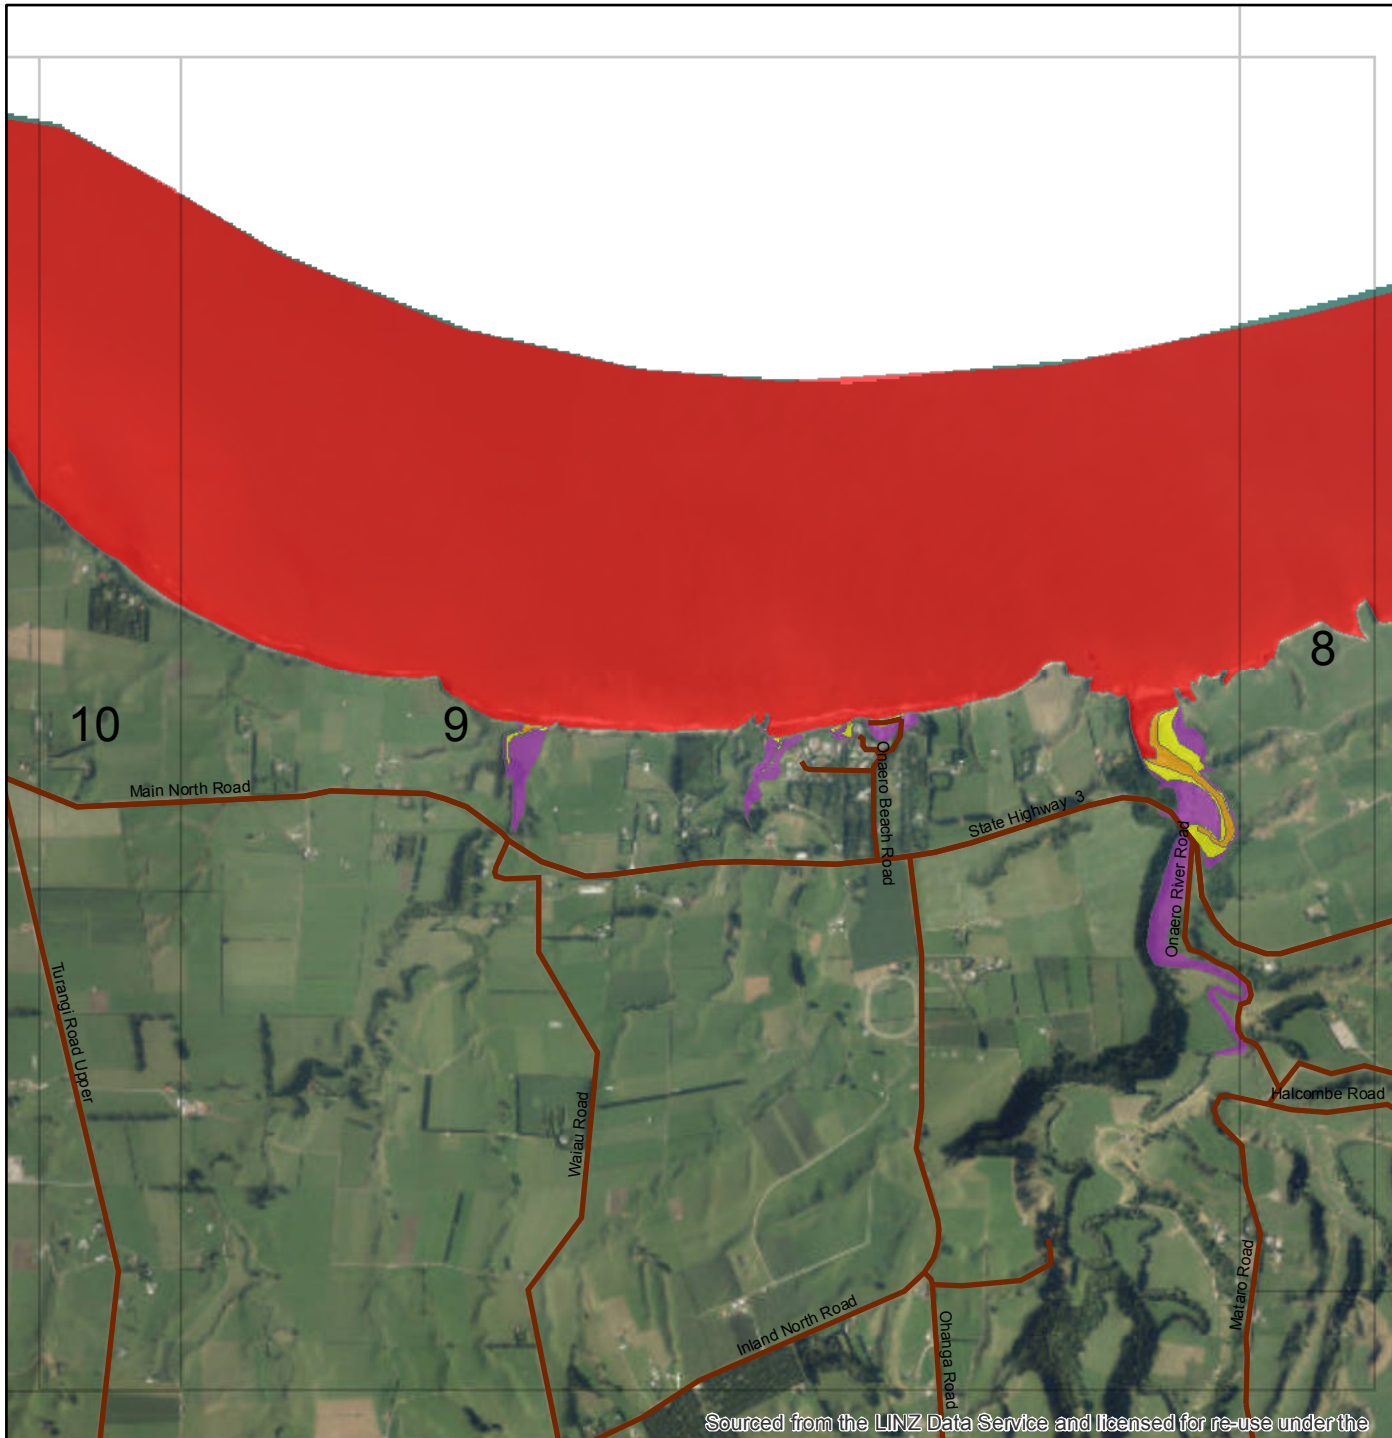 8
10
9
Main North Road
Onaero Beach Road
State Highway 3
Onaero River Road
Turangi Road Upper
Waiau Road
Halcombe Road
Mataro Road
Inland North Road
Ohanga Road
Sourced from the LINZ Data Service and licensed for re-use under the